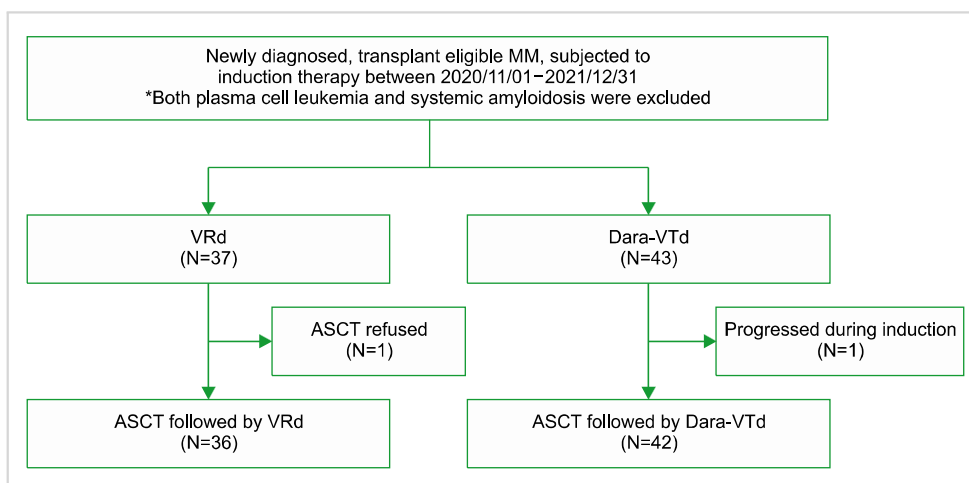 Newly diagnosed, transplant eligible MM, subjected to
induction therapy between 2020/11/01−2021/12/31
*Both plasma cell leukemia and systemic amyloidosis were excluded
VRd
(N=37)
Dara-VTd
(N=43)
ASCT refused
(N=1)
Progressed during induction
(N=1)
ASCT followed by VRd
(N=36)
ASCT followed by Dara-VTd
(N=42)